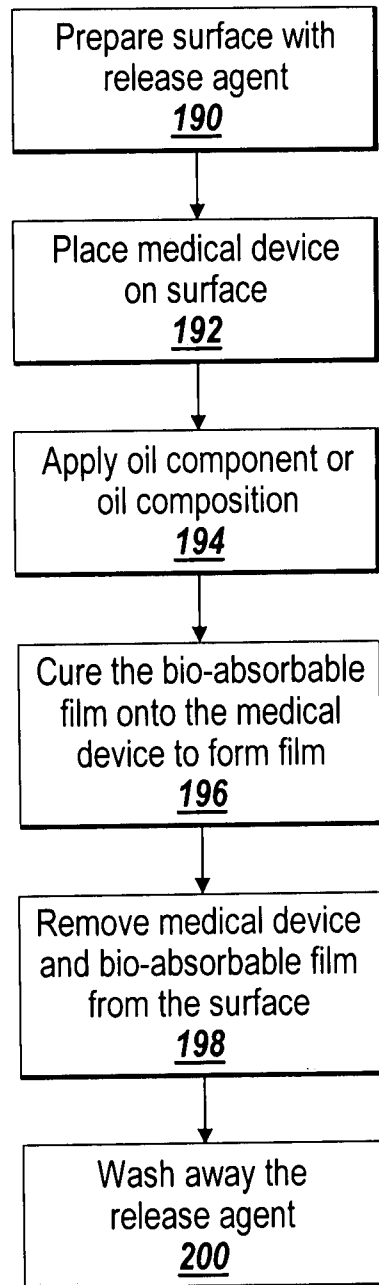 Prepare surface with
release agent
190
Place medical device
on surface
192
Apply oil component or
oil composition
194
Cure the bio-absorbable
film onto the medical
device to form film
196
Remove medical device
and bio-absorbable film
from the surface
198
Wash away the
release agent
200